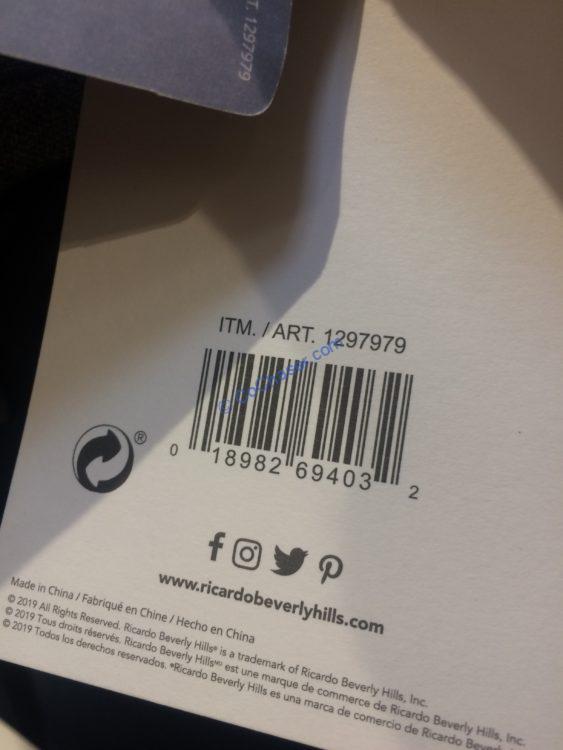 T. 1297979
ITM. / ART. 1297979
© CoChaser.com
0 18982 69403 2
®
www.ricardobeverlyhills.com
Made in China / Fabriqué en Chine / Hecho en China
© 2019 All Rights Reserved. Ricardo Beverly Hills® is a trademark of Ricardo Beverly Hills, Inc.
© 2019 Tous droits réservés. Ricardo Beverly Hillsᴹᴰ est une marque de commerce de Ricardo Beverly Hills, Inc.
© 2019 Todos los derechos reservados. ®Ricardo Beverly Hills es una marca de comercio de Ricardo Beverly